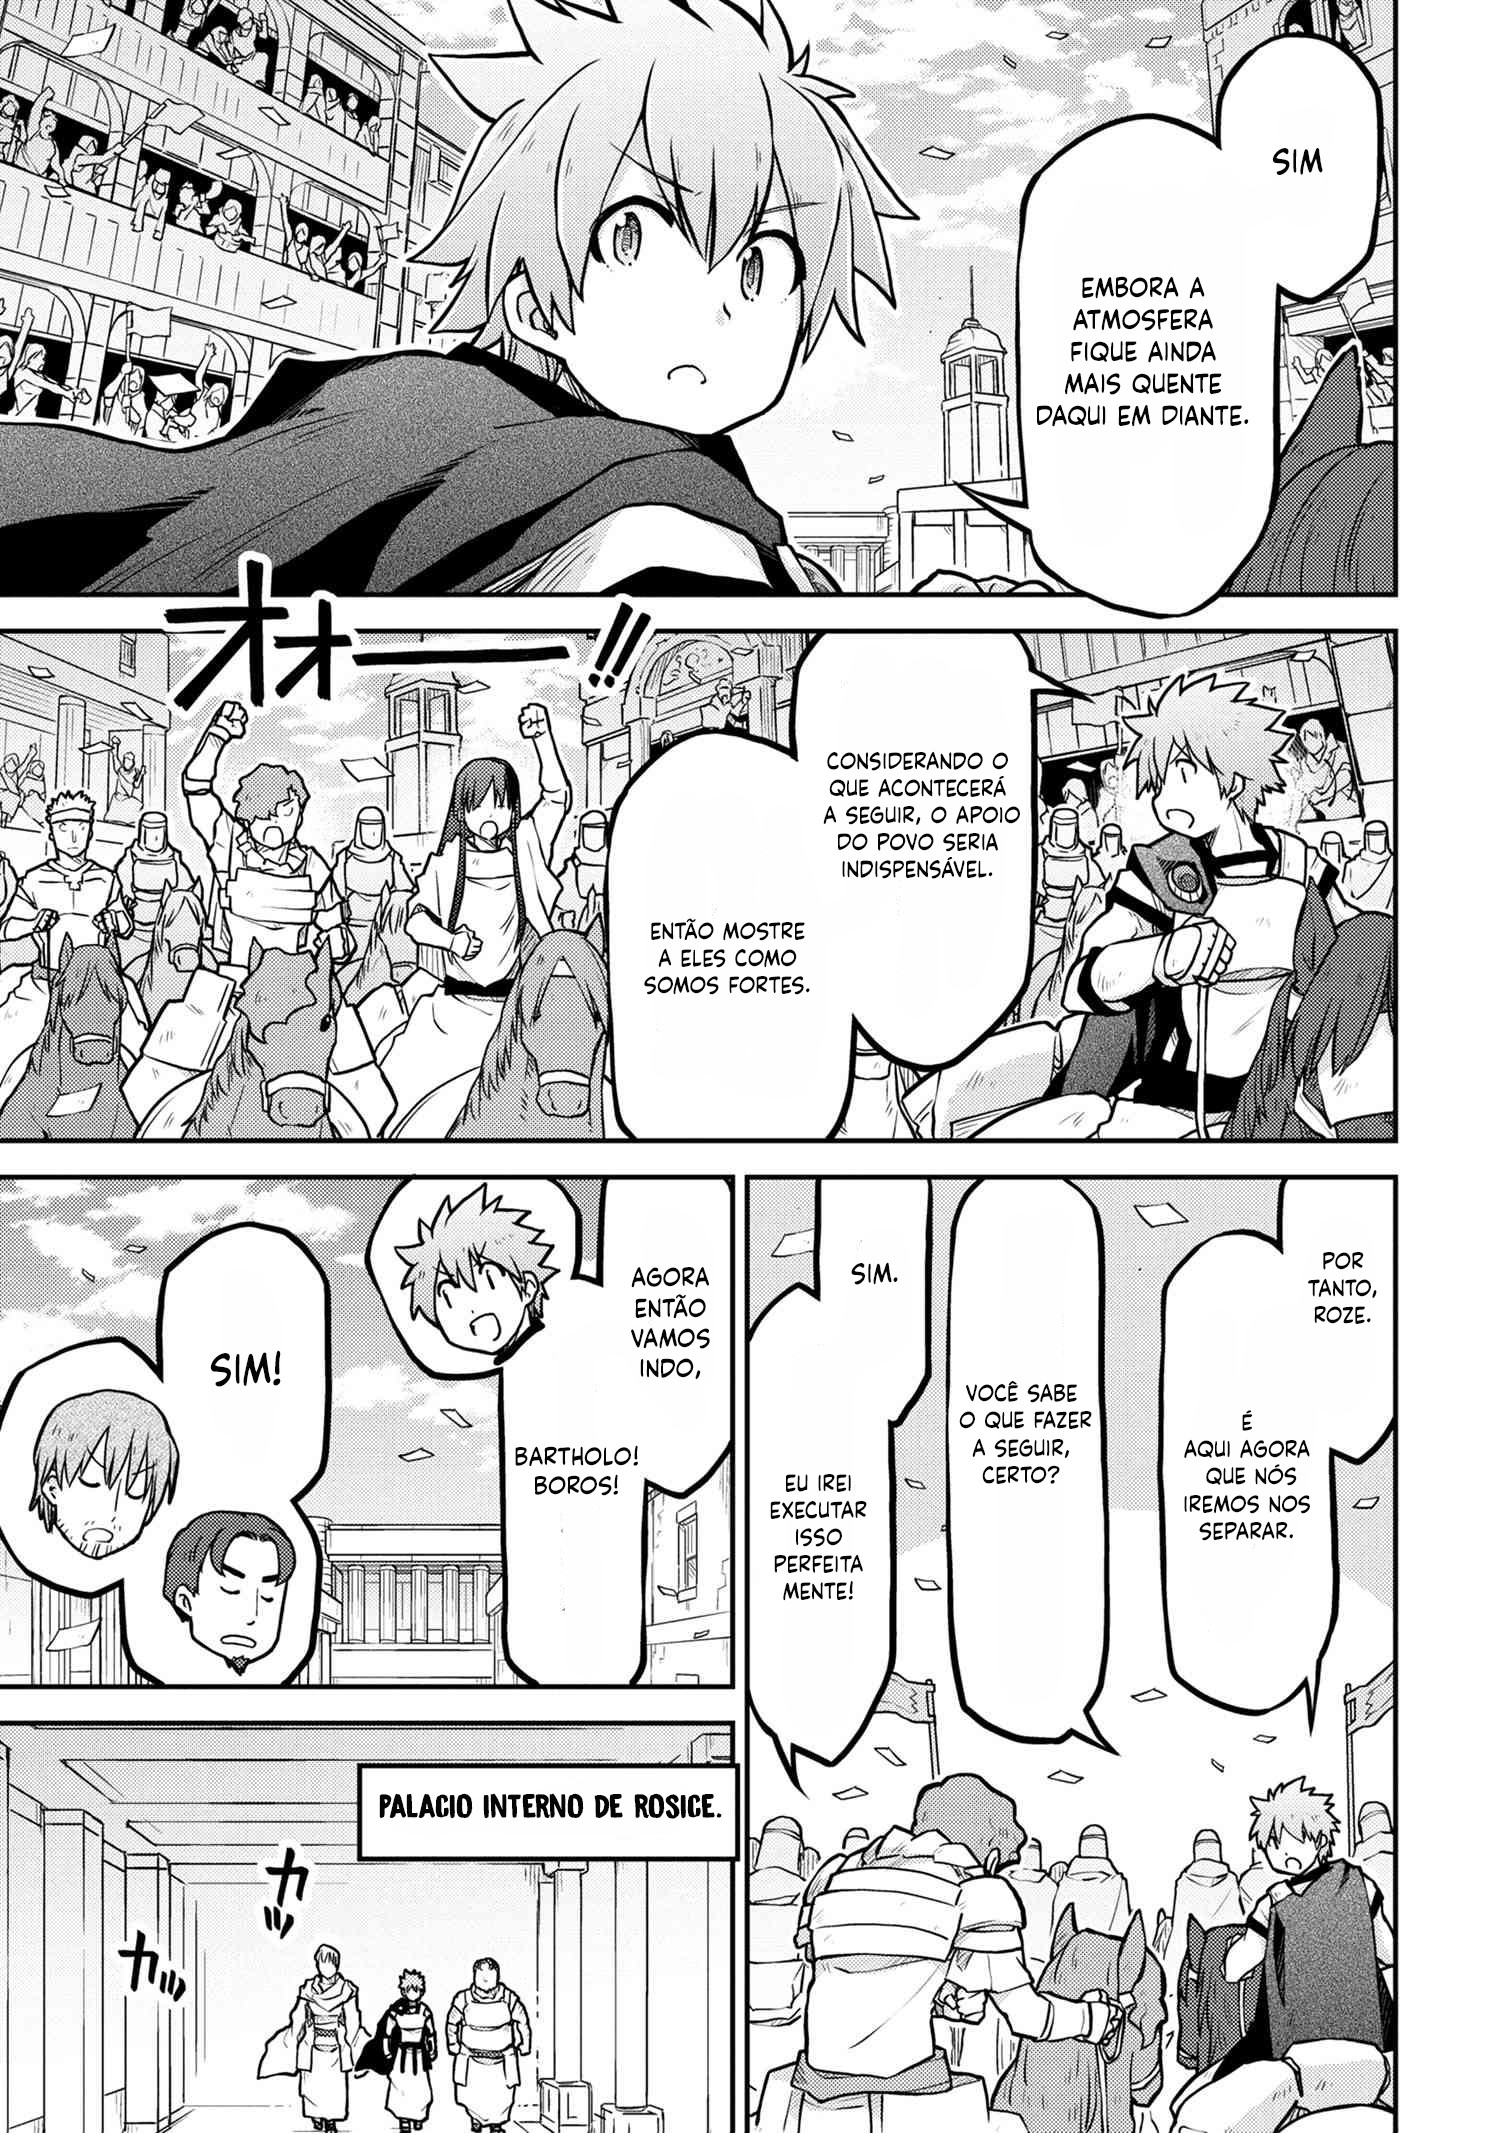 SIM
EMBORA A
ATMOSFERA
FIQUE AINDA
MAIS QUENTE
DAQUI EM DIANTE.
オオー!!
CONSIDERANDO O
QUE ACONTECERÁ
A SEGUIR, O APOIO
DO POVO SERIA
INDISPENSÁVEL.
ENTÃO MOSTRE
A ELES COMO
SOMOS FORTES.
POR
TANTO,
ROZE.
É
AQUI AGORA
QUE NÓS
IREMOS NOS
SEPARAR.
VOCÊ SABE
O QUE FAZER
A SEGUIR,
CERTO?
SIM.
EU IREI
EXECUTAR
ISSO
PERFEITA
MENTE!
AGORA
ENTÃO
VAMOS
INDO,
BARTHOLO!
BOROS!
SIM!
PALACIO INTERNO DE ROSICE.
カッ
カッ